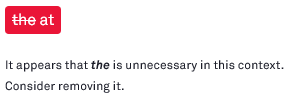 the at
It appears that the is unnecessary in this context.
Consider removing it.